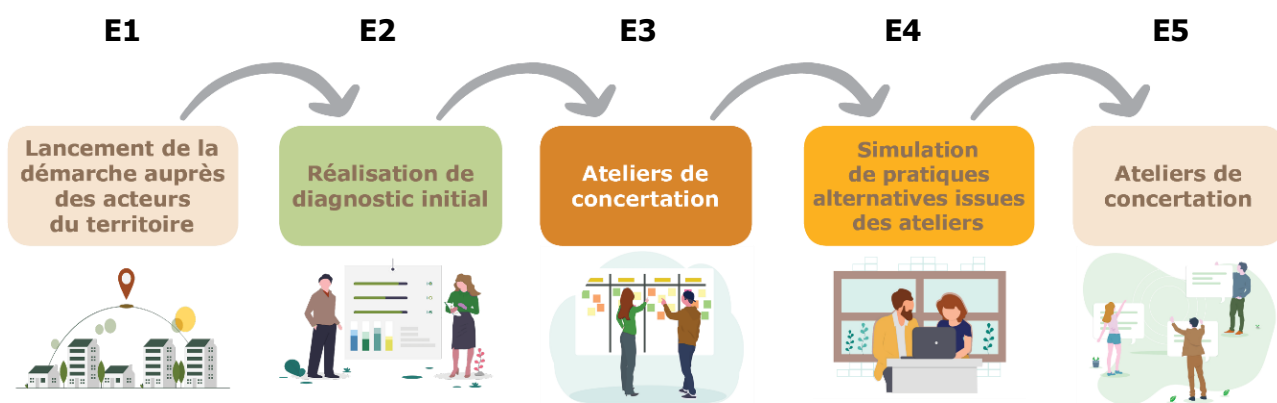 E1
E2
E3
E4
E5
Lancement de la
démarche auprès
des acteurs
du territoire
Réalisation de
diagnostic initial
Ateliers de
concertation
Simulation
de pratiques
alternatives issues
des ateliers
Ateliers de
concertation